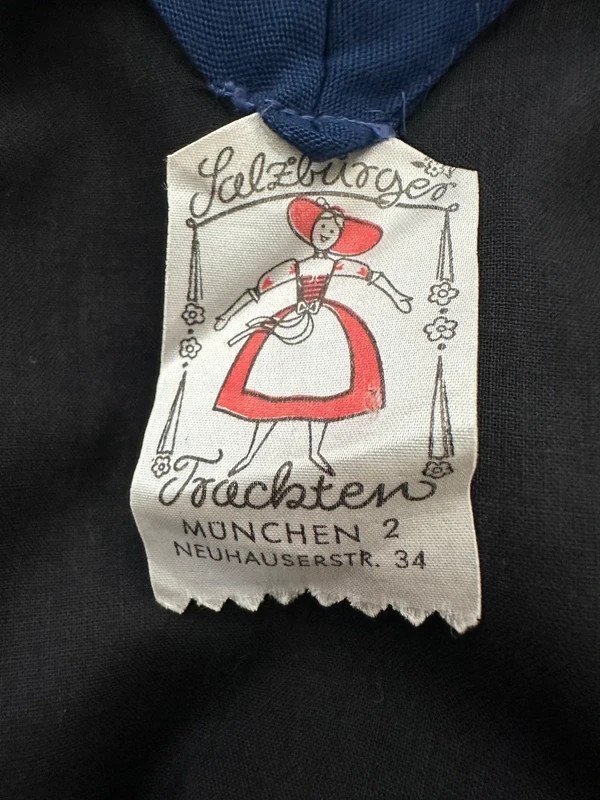 Salzburger
Trachten
MÜNCHEN 2
NEUHAUSERSTR. 34